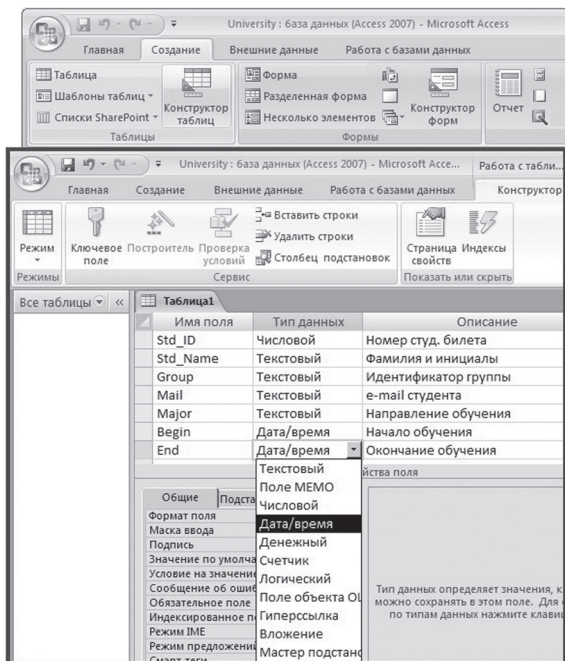 University : база данных (Access 2007) - Microsoft Access
Главная Создание Внешние данные Работа с базами данных
Таблица
Шаблоны таблиц
Списки SharePoint
Конструктор таблиц
Таблицы
Форма
Разделенная форма
Несколько элементов
Конструктор форм
Формы
Отчет
University : база данных (Access 2007) - Microsoft Acce... Работа с табли...
Главная Создание Внешние данные Работа с базами данных Конструктор
Режим
Режимы
Ключевое поле
Построитель
Проверка условий
Вставить строки
Удалить строки
Столбец подстановок
Сервис
Страница свойств
Индексы
Показать или скрыть
Все таблицы «
Таблица1
Имя поля Тип данных Описание
Std_ID Числовой Номер студ. билета
Std_Name Текстовый Фамилия и инициалы
Group Текстовый Идентификатор группы
Mail Текстовый e-mail студента
Major Текстовый Направление обучения
Begin Дата/время Начало обучения
End Дата/время Окончание обучения
йства поля
Текстовый
Поле МЕМО
Числовой
Дата/время
Денежный
Счетчик
Логический
Поле объекта OL
Гиперссылка
Вложение
Мастер подстано
Общие Подста
Формат поля
Маска ввода
Подпись
Значение по умолча
Условие на значение
Сообщение об ошиб
Обязательное поле
Индексированное п
Режим IME
Режим предложений
Смарт-теги
Тип данных определяет значения, к
можно сохранять в этом поле. Для
по типам данных нажмите клавиш